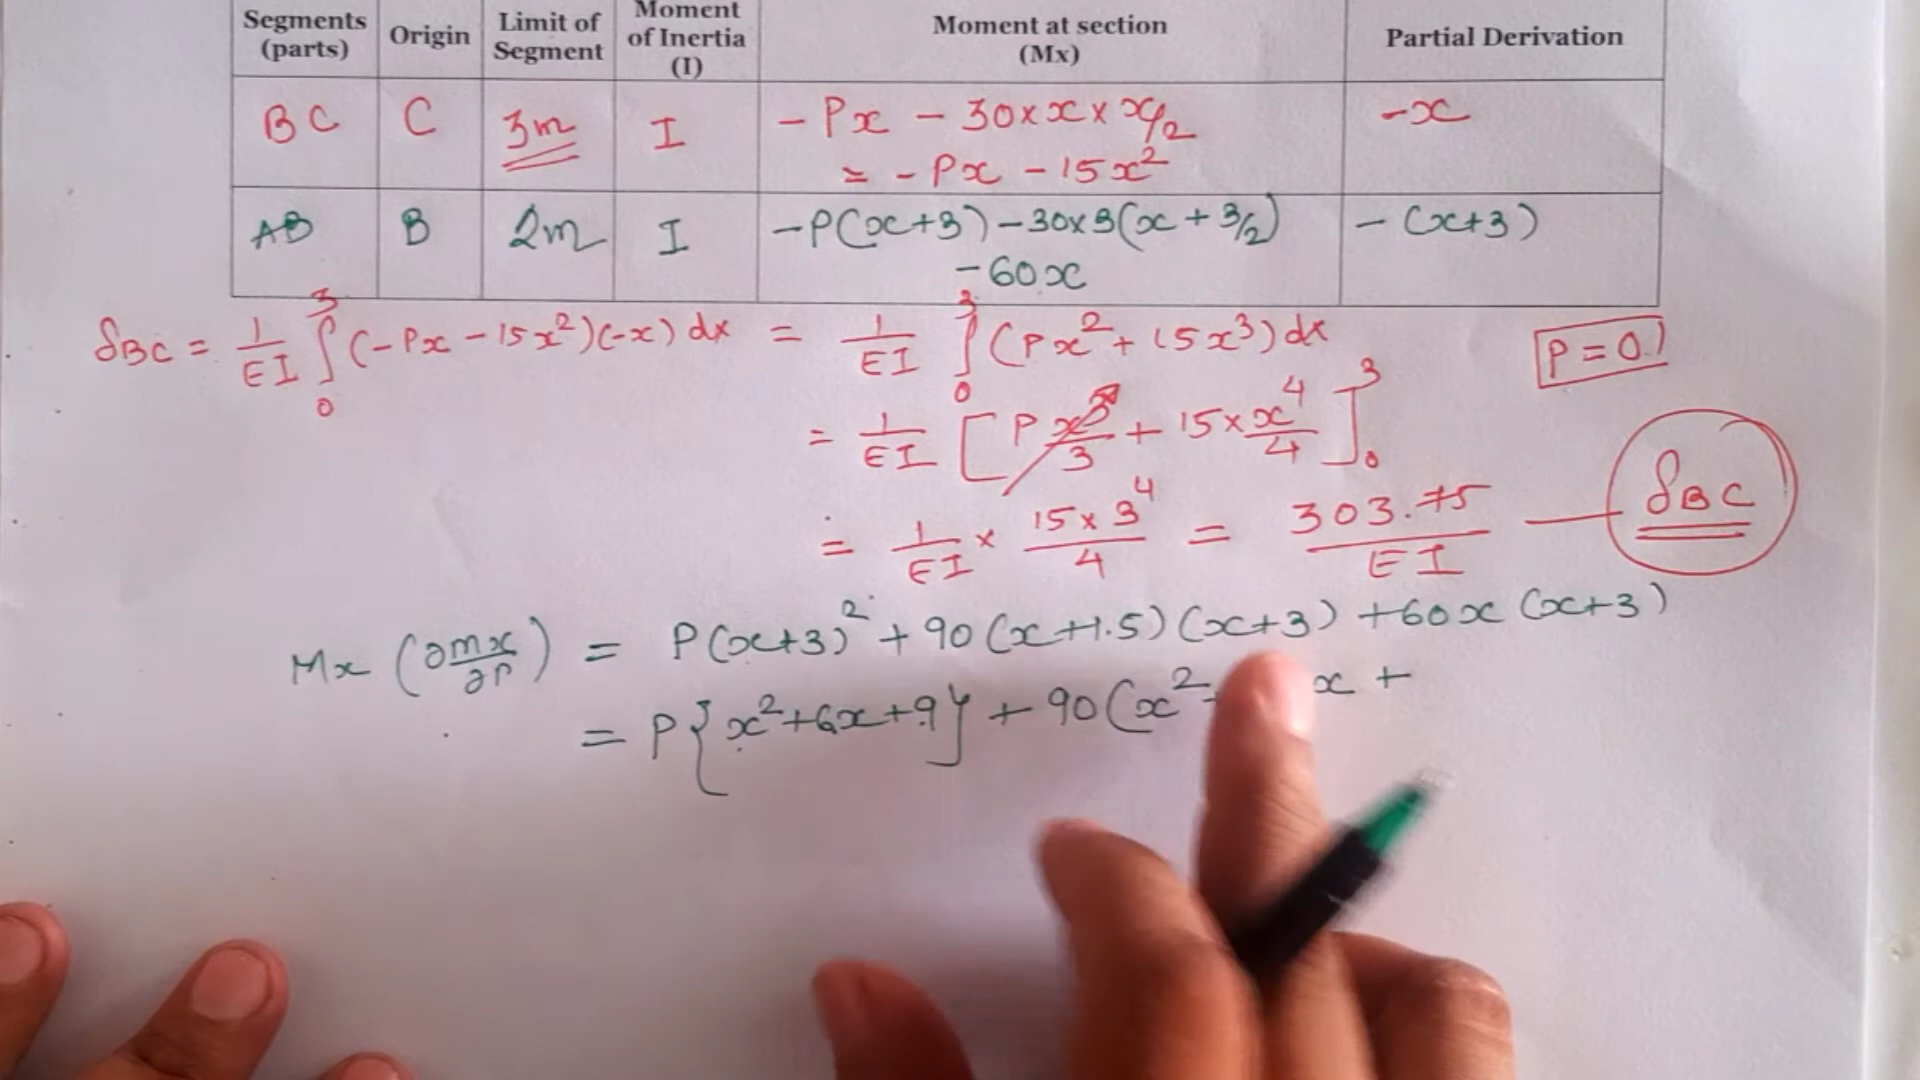 Segments (parts) | Origin | Limit of Segment | Moment of Inertia (I) | Moment at section (Mx) | Partial Derivation
BC | C | 3m | I | - Px - 30 × x × x/2 = - Px - 15x² | - x
AB | B | 2m | I | - P(x+3) - 30×3(x + 3/2) - 60x | - (x+3)
δBC = 1/EI ∫₀³ (-Px - 15x²)(-x) dx = 1/EI ∫₀³ (Px² + 15x³) dx
P = 0
= 1/EI [P x³/3 + 15 × x⁴/4]₀³
= 1/EI × 15 × 3⁴/4 = 303.75/EI — δBC
Mx (∂mx/∂P) = P(x+3)² + 90(x+1.5)(x+3) + 60x(x+3)
= P{x²+6x+9} + 90(x² x +